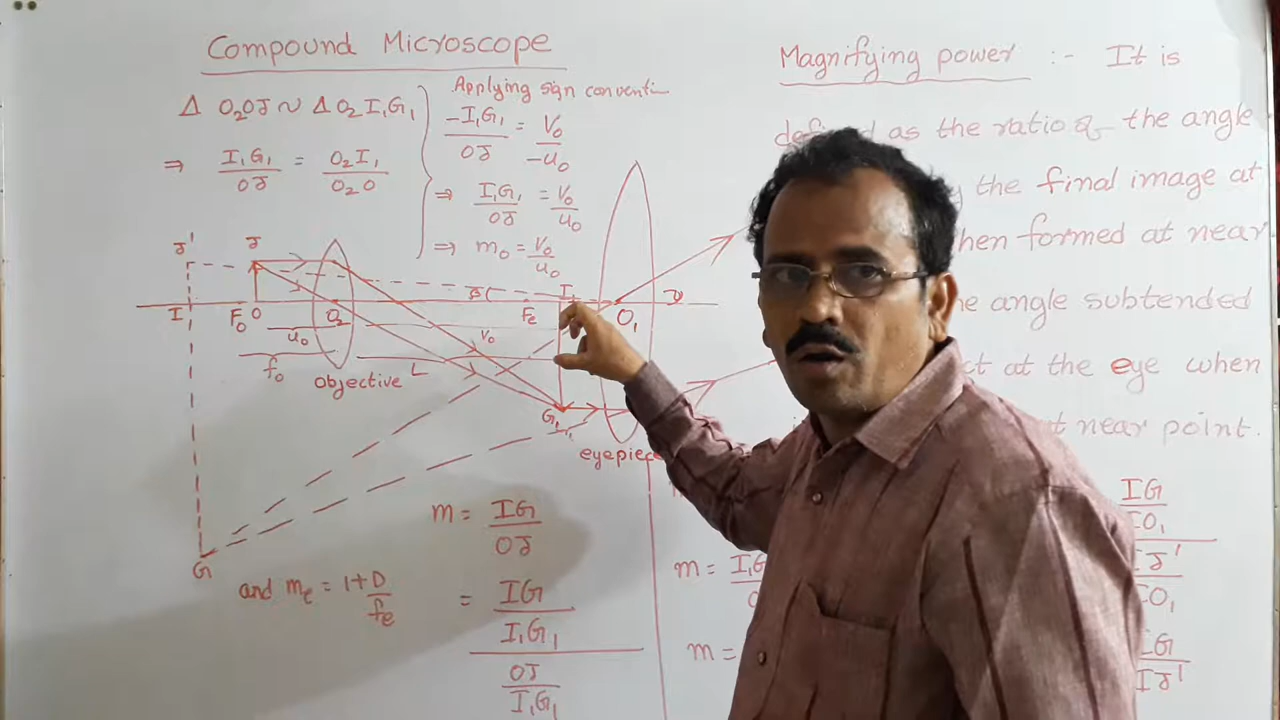 Compound Microscope
Δ O₂OJ ~ Δ O₂I₁G₁
⇒ I₁G₁/OJ = O₂I₁/O₂O
Applying sign conventi
-I₁G₁/OJ = V₀/-u₀
⇒ I₁G₁/OJ = V₀/u₀
⇒ m₀ = V₀/u₀
J' J
I F₀ O O₂ β Fe I₁ O₁ D
u₀ V₀
f₀ L
objective
G₁
eyepiece
G
and me = 1+D/fe
m = IG/OJ
= IG/I₁G₁
OJ/I₁G₁
Magnifying power :- It is
as the ratio of the angle
the final image at
hen formed at near
e angle subtended
ct at the eye when
near point.
IG
O₁
m = I₁G
J'
O₁
m =
IG
IJ'